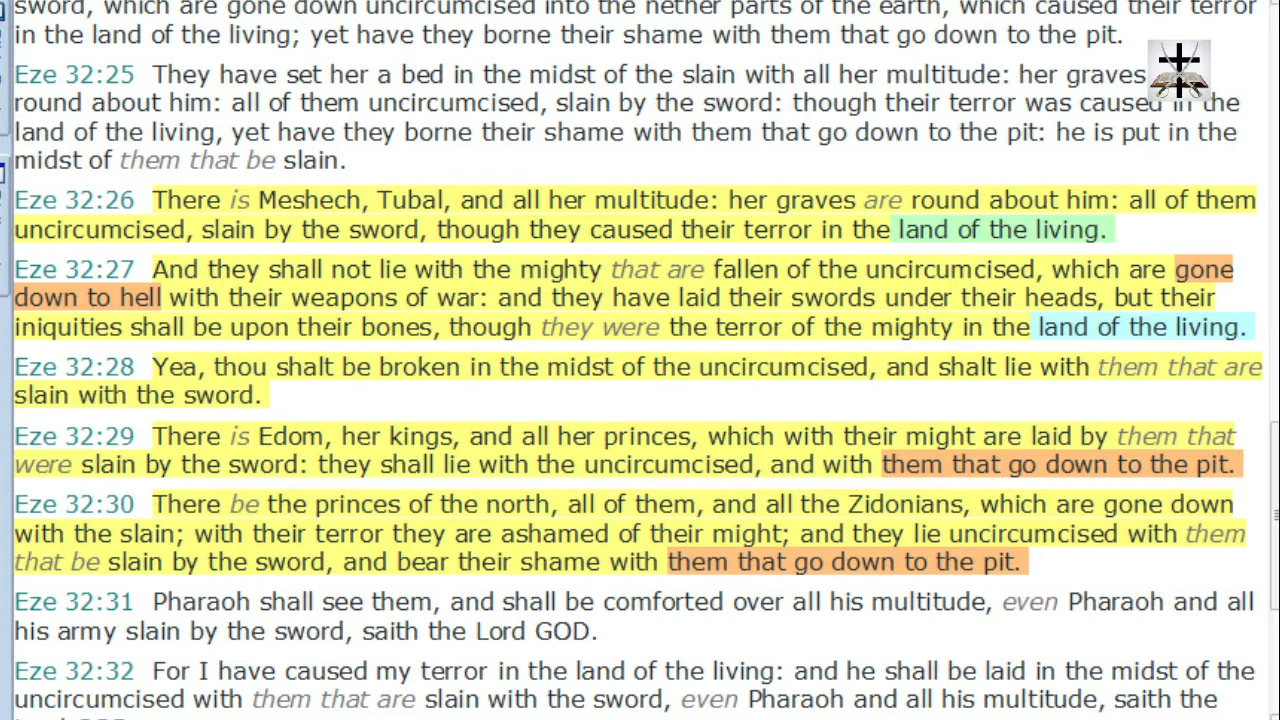 sword, which are gone down uncircumcised into the nether parts of the earth, which caused their terror
in the land of the living; yet have they borne their shame with them that go down to the pit.
Eze 32:25 They have set her a bed in the midst of the slain with all her multitude: her graves
round about him: all of them uncircumcised, slain by the sword: though their terror was caused in the
land of the living, yet have they borne their shame with them that go down to the pit: he is put in the
midst of them that be slain.
Eze 32:26 There is Meshech, Tubal, and all her multitude: her graves are round about him: all of them
uncircumcised, slain by the sword, though they caused their terror in the land of the living.
Eze 32:27 And they shall not lie with the mighty that are fallen of the uncircumcised, which are gone
down to hell with their weapons of war: and they have laid their swords under their heads, but their
iniquities shall be upon their bones, though they were the terror of the mighty in the land of the living.
Eze 32:28 Yea, thou shalt be broken in the midst of the uncircumcised, and shalt lie with them that are
slain with the sword.
Eze 32:29 There is Edom, her kings, and all her princes, which with their might are laid by them that
were slain by the sword: they shall lie with the uncircumcised, and with them that go down to the pit.
Eze 32:30 There be the princes of the north, all of them, and all the Zidonians, which are gone down
with the slain; with their terror they are ashamed of their might; and they lie uncircumcised with them
that be slain by the sword, and bear their shame with them that go down to the pit.
Eze 32:31 Pharaoh shall see them, and shall be comforted over all his multitude, even Pharaoh and all
his army slain by the sword, saith the Lord GOD.
Eze 32:32 For I have caused my terror in the land of the living: and he shall be laid in the midst of the
uncircumcised with them that are slain with the sword, even Pharaoh and all his multitude, saith the